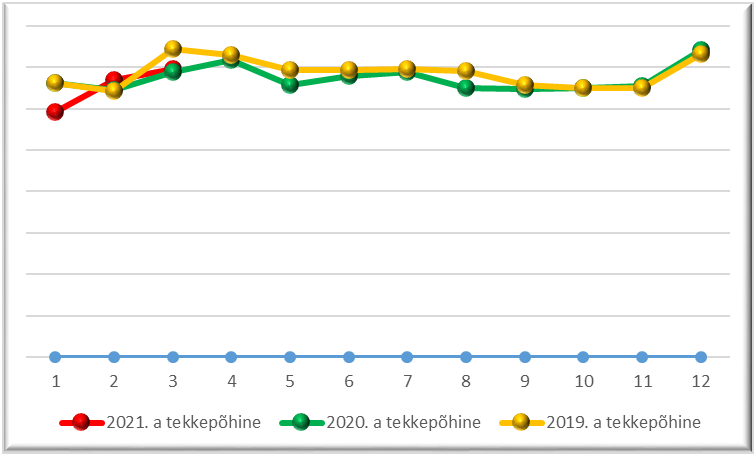 1 2 3 4 5 6 7 8 9 10 11 12
2021. a tekkepõhine 2020. a tekkepõhine 2019. a tekkepõhine